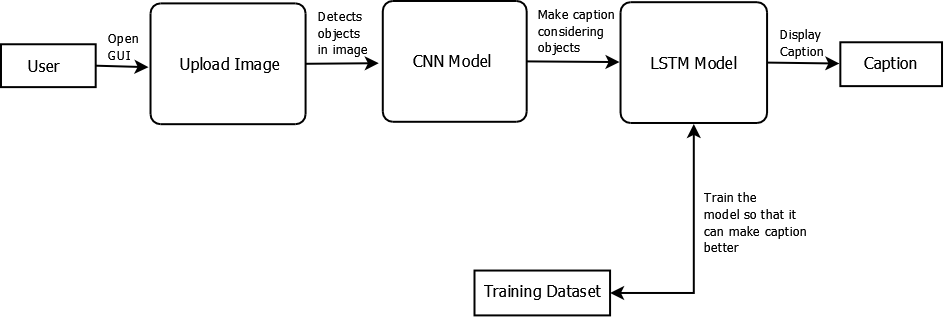 User
Open
GUI
Upload Image
Detects
objects
in image
CNN Model
Make caption
considering
objects
LSTM Model
Display
Caption
Caption
Train the
model so that it
can make caption
better
Training Dataset